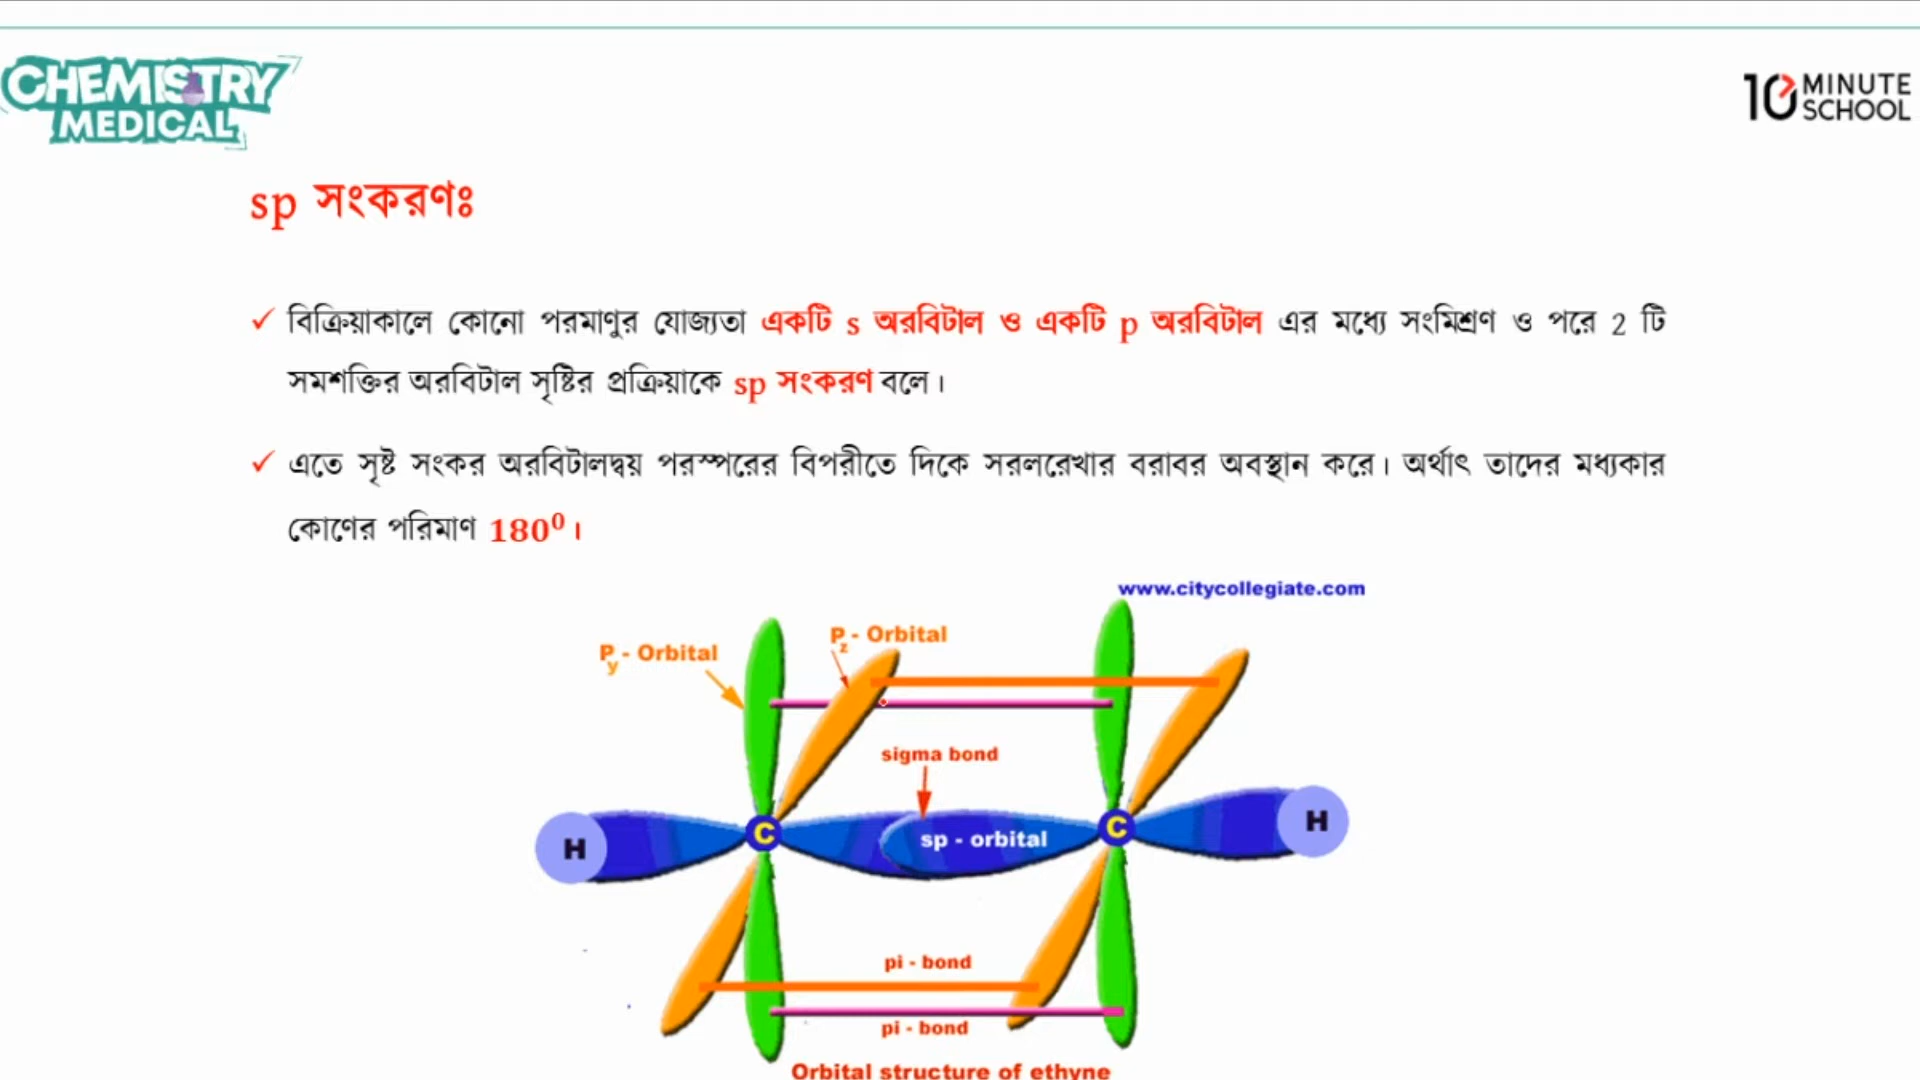 CHEMISTRY
MEDICAL
10 MINUTE
SCHOOL
sp সংকরণঃ
✓ বিক্রিয়াকালে কোনো পরমাণুর যোজ্যতা একটি s অরবিটাল ও একটি p অরবিটাল এর মধ্যে সংমিশ্রণ ও পরে 2 টি
সমশক্তির অরবিটাল সৃষ্টির প্রক্রিয়াকে sp সংকরণ বলে।
✓ এতে সৃষ্ট সংকর অরবিটালদ্বয় পরস্পরের বিপরীতে দিকে সরলরেখার বরাবর অবস্থান করে। অর্থাৎ তাদের মধ্যকার
কোণের পরিমাণ 180⁰।
www.citycollegiate.com
Py - Orbital
Pz - Orbital
sigma bond
H
C
sp - orbital
C
H
pi - bond
pi - bond
Orbital structure of ethyne